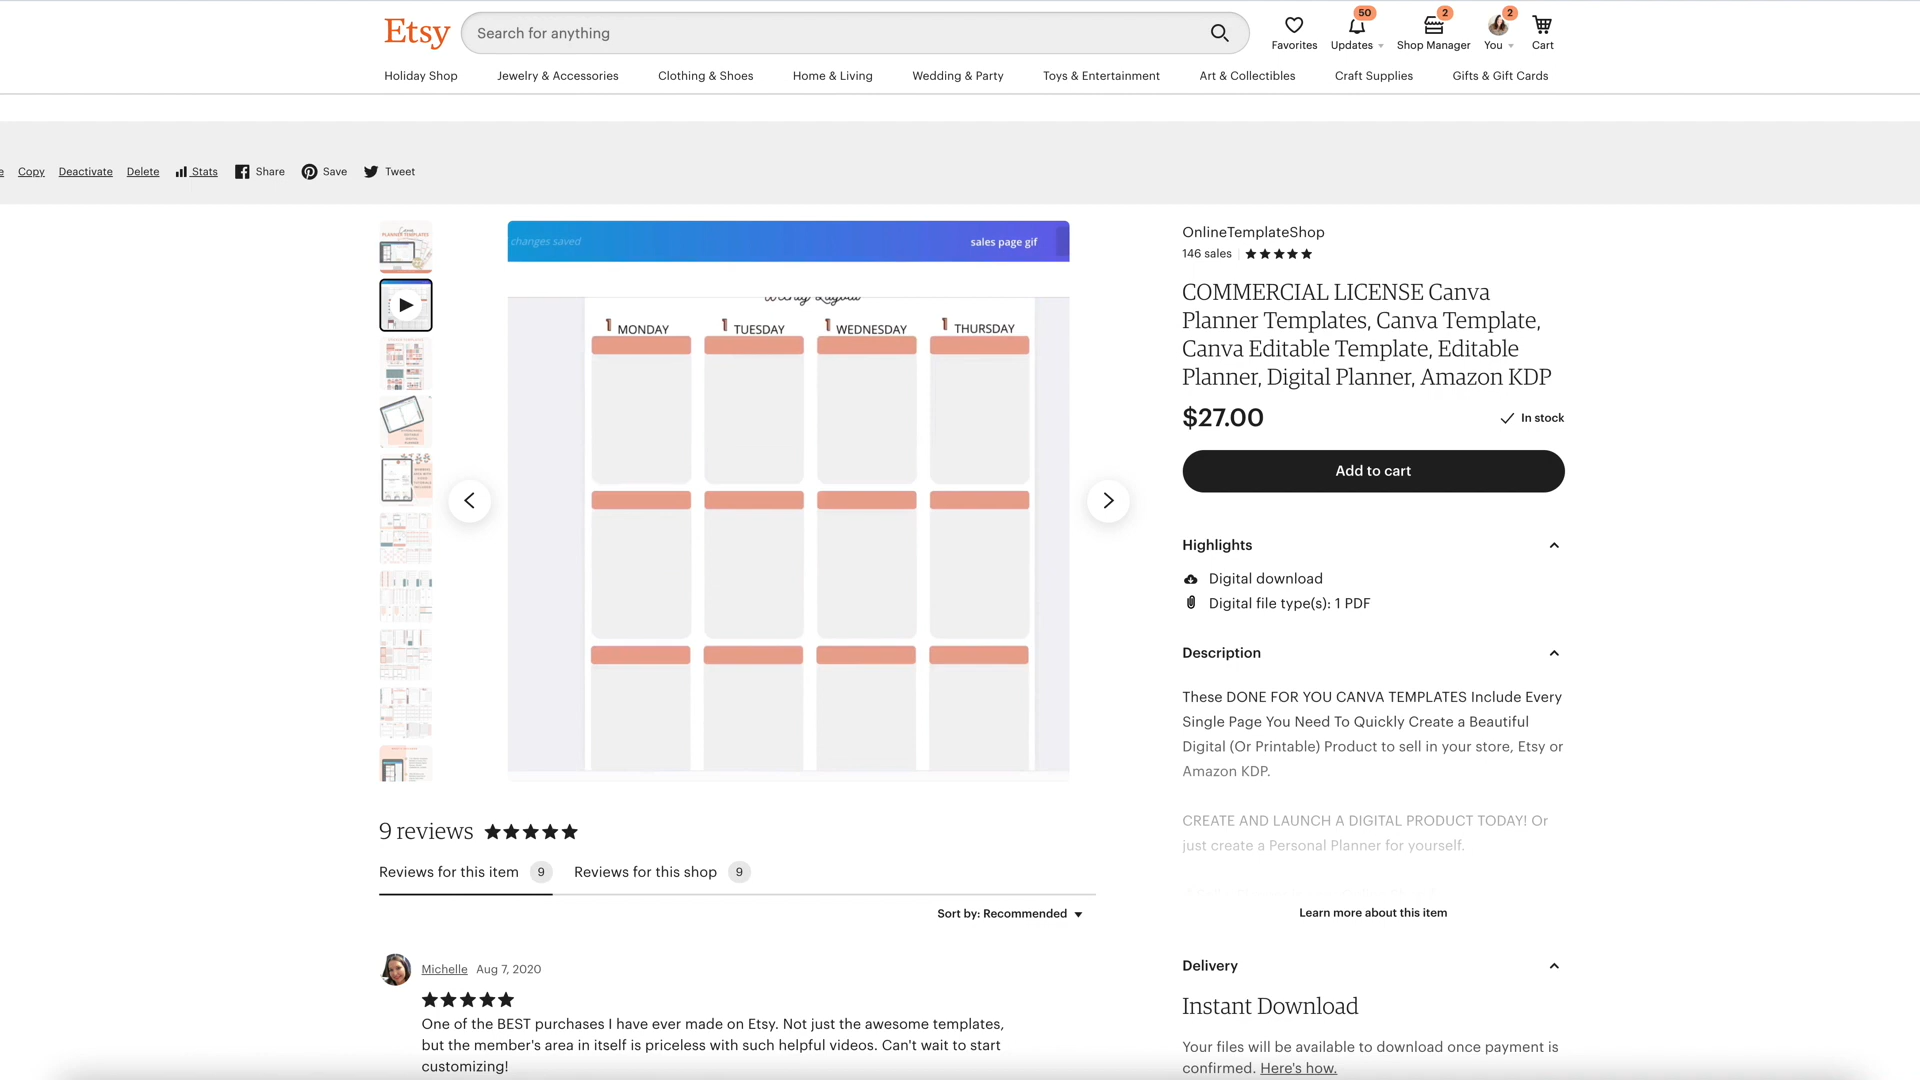 Etsy
Search for anything
Favorites
50
Updates
2
Shop Manager
2
You
Cart
Holiday Shop
Jewelry & Accessories
Clothing & Shoes
Home & Living
Wedding & Party
Toys & Entertainment
Art & Collectibles
Craft Supplies
Gifts & Gift Cards
Copy
Deactivate
Delete
Stats
Share
Save
Tweet
changes saved
sales page gif
Weekly Layout
1 MONDAY
1 TUESDAY
1 WEDNESDAY
1 THURSDAY
OnlineTemplateShop
146 sales
COMMERCIAL LICENSE Canva
Planner Templates, Canva Template,
Canva Editable Template, Editable
Planner, Digital Planner, Amazon KDP
$27.00
In stock
Add to cart
Highlights
Digital download
Digital file type(s): 1 PDF
Description
These DONE FOR YOU CANVA TEMPLATES Include Every
Single Page You Need To Quickly Create a Beautiful
Digital (Or Printable) Product to sell in your store, Etsy or
Amazon KDP.
CREATE AND LAUNCH A DIGITAL PRODUCT TODAY! Or
just create a Personal Planner for yourself.
Learn more about this item
Delivery
Instant Download
Your files will be available to download once payment is
confirmed. Here's how.
9 reviews
Reviews for this item 9
Reviews for this shop 9
Sort by: Recommended
Michelle Aug 7, 2020
One of the BEST purchases I have ever made on Etsy. Not just the awesome templates,
but the member's area in itself is priceless with such helpful videos. Can't wait to start
customizing!